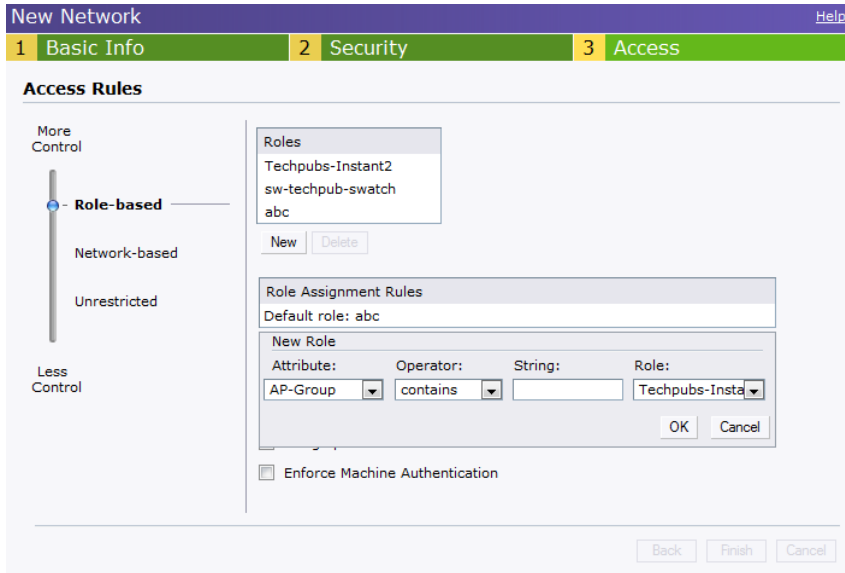 New Network
Help
1 Basic Info
2 Security
3 Access
Access Rules
More
Control
Role-based
Network-based
Unrestricted
Less
Control
Roles
Techpubs-Instant2
sw-techpub-swatch
abc
New
Delete
Role Assignment Rules
Default role: abc
New Role
Attribute:
Operator:
String:
Role:
AP-Group
contains
Techpubs-Insta
OK
Cancel
Enforce Machine Authentication
Back
Finish
Cancel